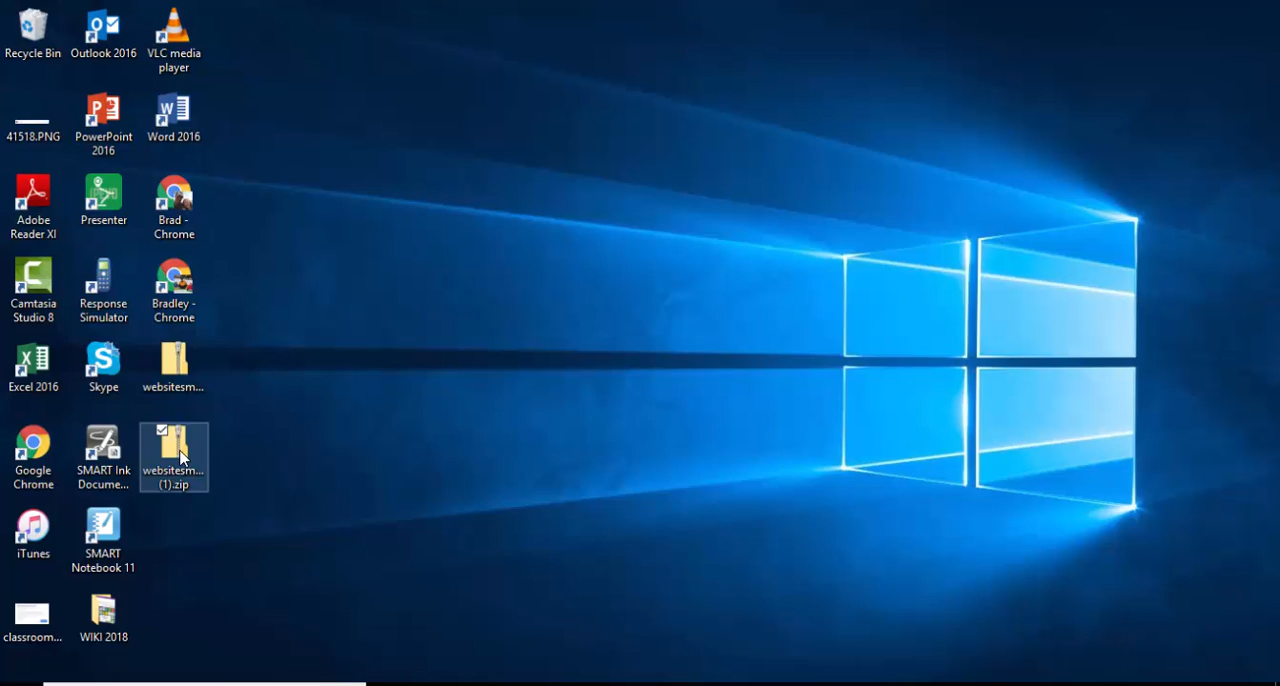 Recycle Bin
Outlook 2016
VLC media
player
41518.PNG
PowerPoint
2016
Word 2016
Adobe
Reader XI
Presenter
Brad -
Chrome
Camtasia
Studio 8
Response
Simulator
Bradley -
Chrome
Excel 2016
Skype
websitesm...
Google
Chrome
SMART Ink
Docume...
websitesm...
(1).zip
iTunes
SMART
Notebook 11
classroom...
WIKI 2018